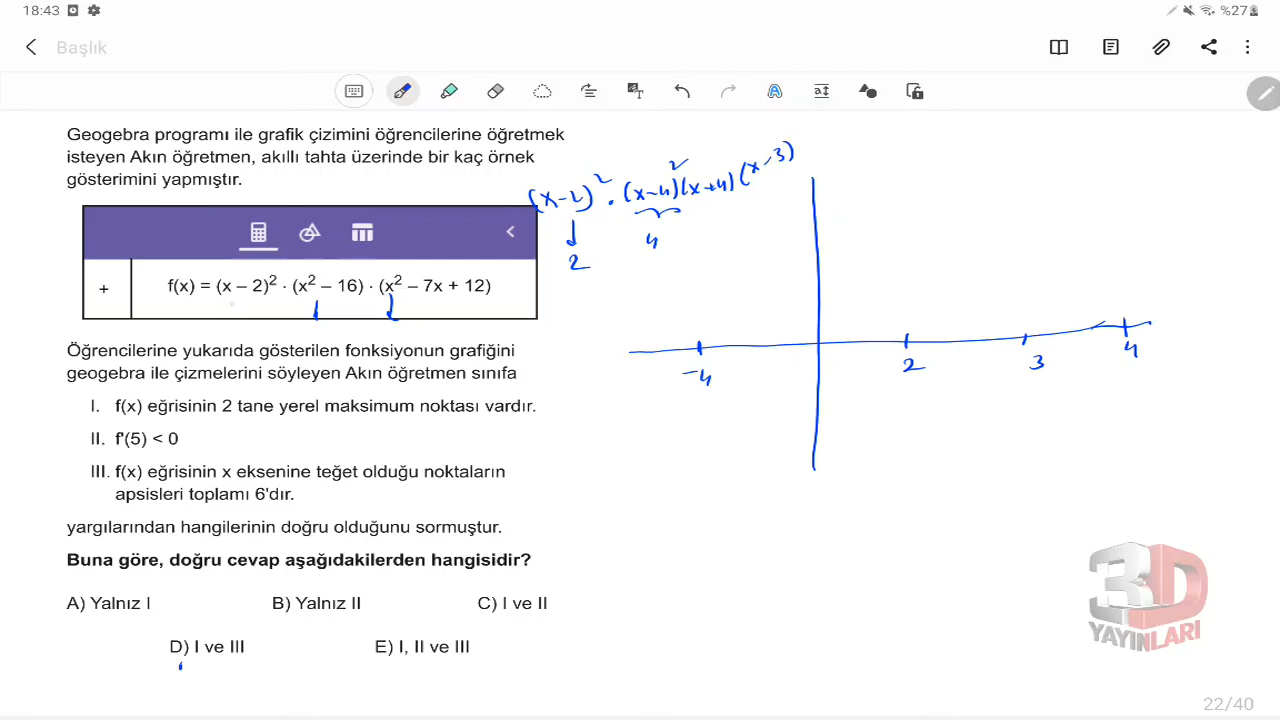 18:43
%27
Başlık
Geogebra programı ile grafik çizimini öğrencilerine öğretmek
isteyen Akın öğretmen, akıllı tahta üzerinde bir kaç örnek
gösterimini yapmıştır.
(x-2)² . (x-4)²(x+4)(x-3)
2
4
+ f(x) = (x – 2)² · (x² – 16) · (x² – 7x + 12)
-4 2 3 4
Öğrencilerine yukarıda gösterilen fonksiyonun grafiğini
geogebra ile çizmelerini söyleyen Akın öğretmen sınıfa
I. f(x) eğrisinin 2 tane yerel maksimum noktası vardır.
II. f'(5) < 0
III. f(x) eğrisinin x eksenine teğet olduğu noktaların
apsisleri toplamı 6'dır.
yargılarından hangilerinin doğru olduğunu sormuştur.
Buna göre, doğru cevap aşağıdakilerden hangisidir?
A) Yalnız I B) Yalnız II C) I ve II
D) I ve III E) I, II ve III
3D
YAYINLARI
22/40